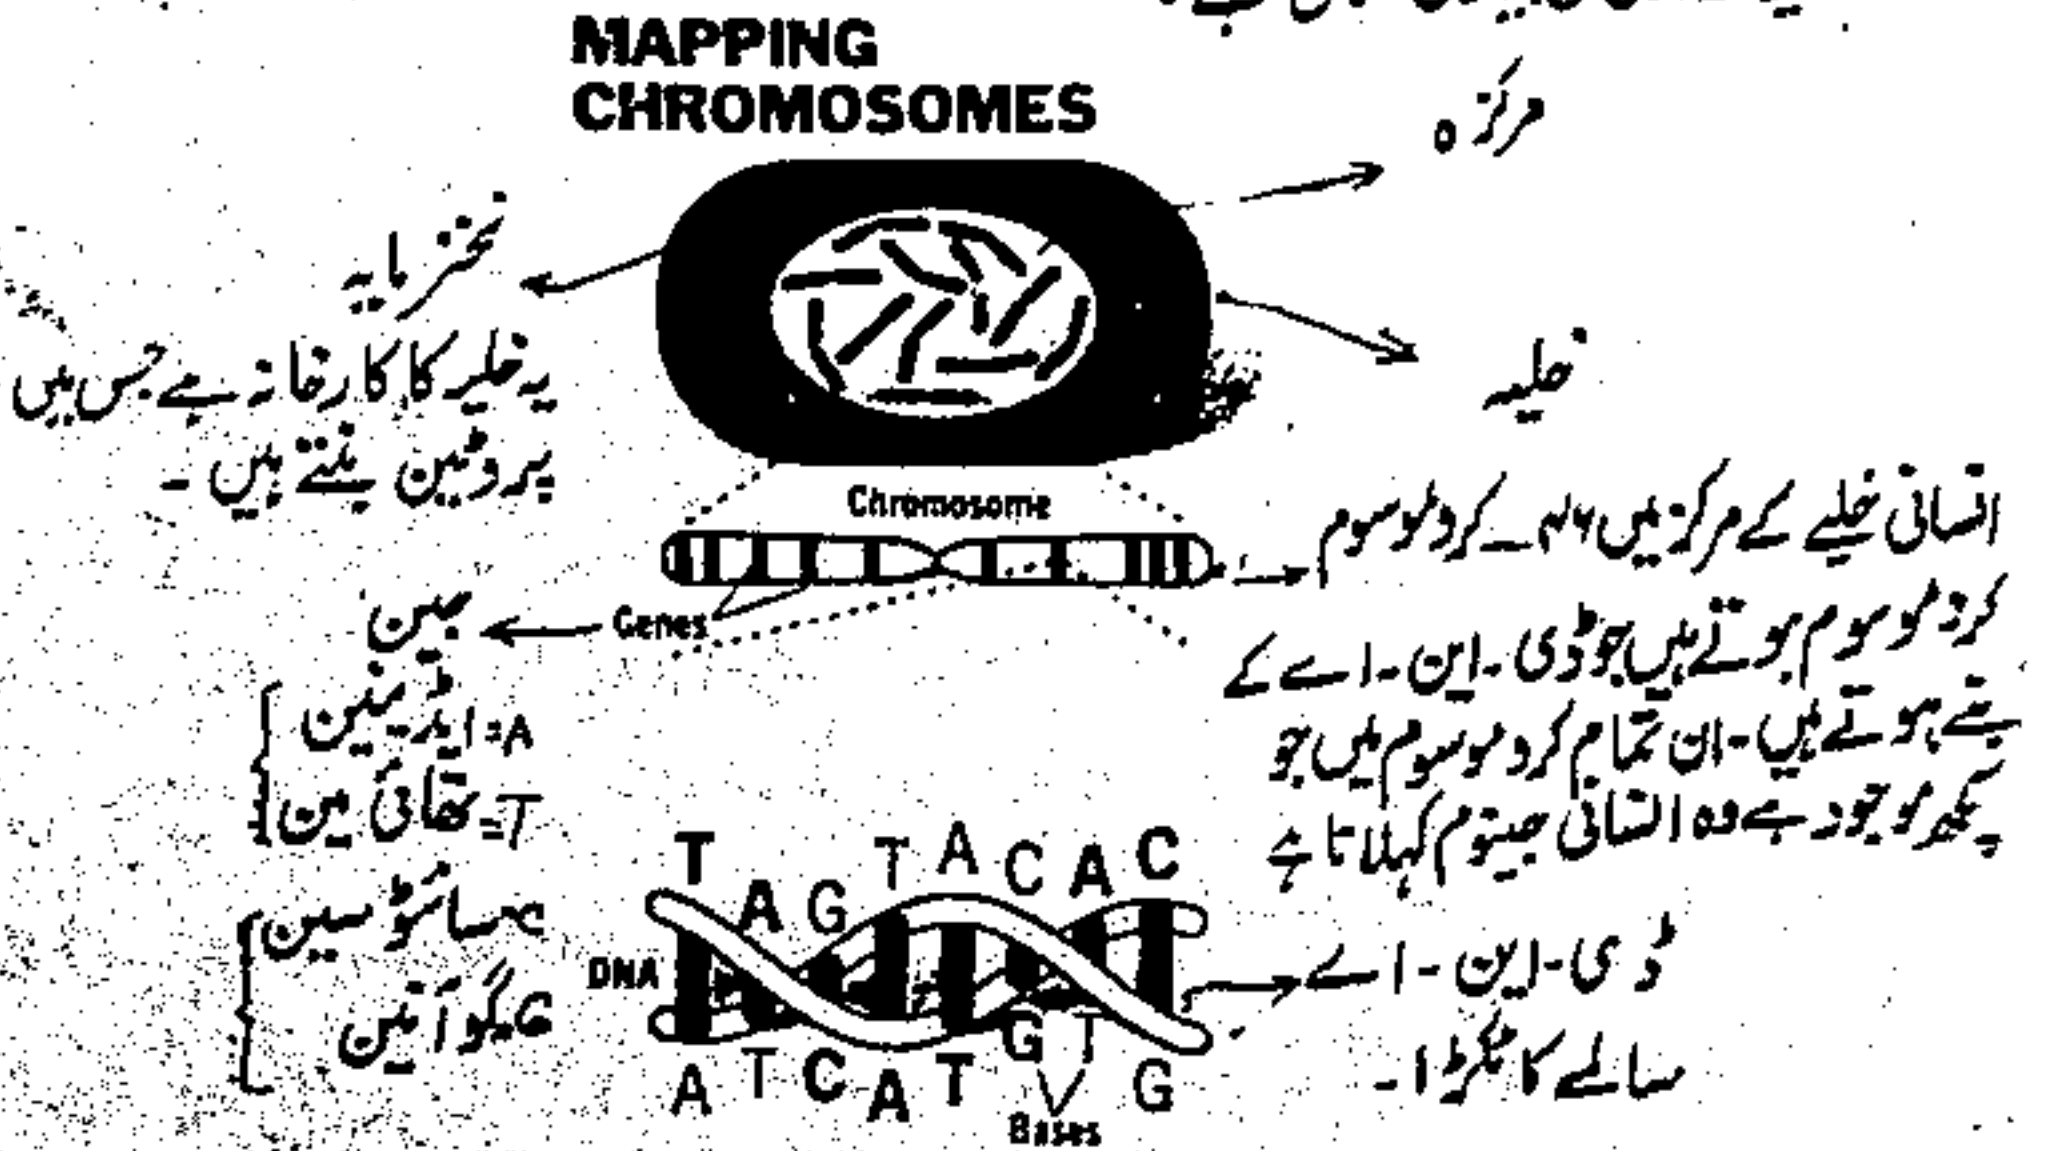 MAPPING
CHROMOSOMES
مرکزہ
نخز مایہ
یہ خلیہ کا کارخانہ ہے جس میں
پروٹین بنتے ہیں ۔
خلیہ
Chromosome
انسانی خلیے کے مرکز میں ۴۶ ۔ کروموسوم
کروموسوم ہوتے ہیں جو ڈی ۔ این ۔ اے کے
بنے ہوتے ہیں ۔ ان تمام کروموسوم میں جو
کچھ موجود ہے وہ انسانی جینوم کہلاتا ہے
Genes
جین
A = ایڈینین
T = تھائی مین
C سائٹوسین
G گوانین
T A G T A C A C
DNA
A T C A T G T G
Bases
ڈی ۔ این ۔ اے
سالمے کا ٹکڑا ۔